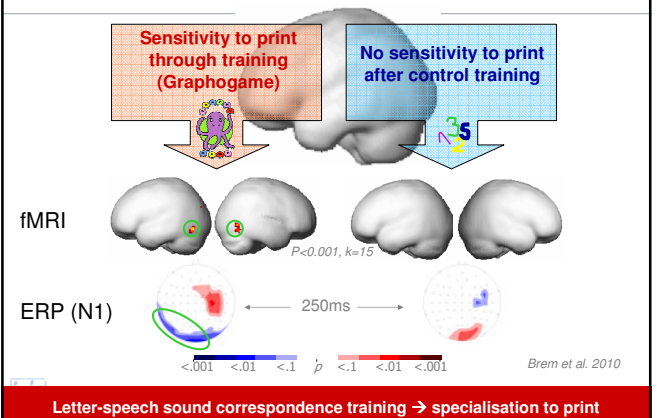 Sensitivity to print
through training
(Graphogame)
No sensitivity to print
after control training
fMRI
P<0.001, k=15
ERP (N1)
250ms
<.001 <.01 <.1 p <.1 <.01 <.001
Brem et al. 2010
Letter-speech sound correspondence training → specialisation to print